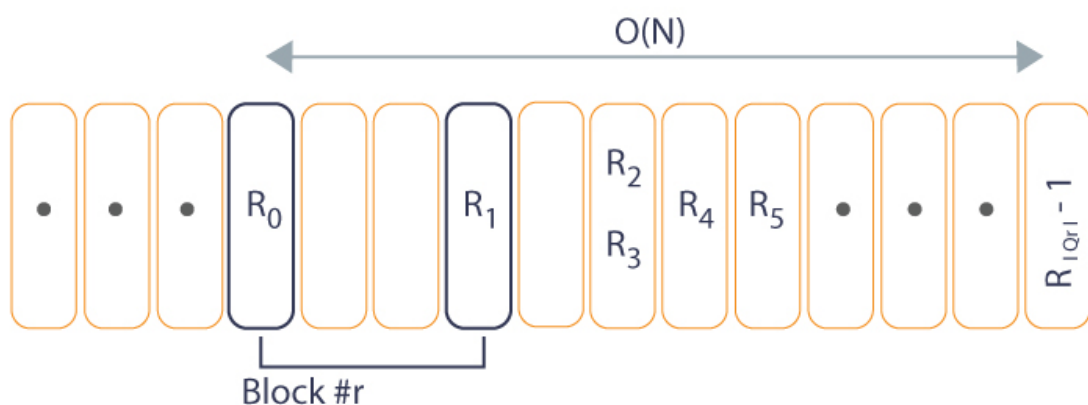 O(N)
R₀
R₁
R₂
R₃
R₄
R₅
R|Qr| - 1
Block #r